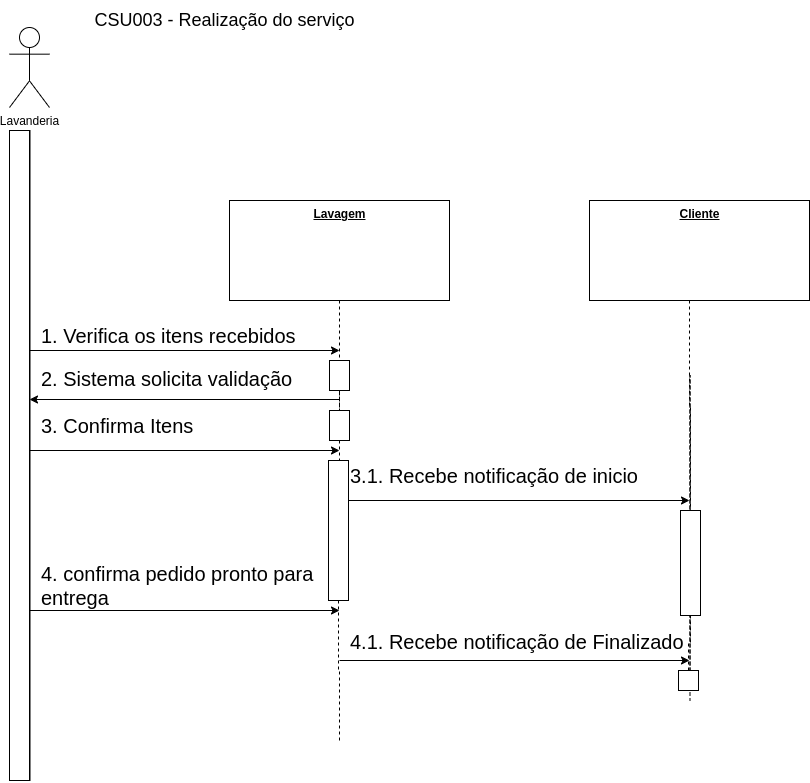 CSU003 - Realização do serviço
Lavanderia
Lavagem
Cliente
1. Verifica os itens recebidos
2. Sistema solicita validação
3. Confirma Itens
3.1. Recebe notificação de inicio
4. confirma pedido pronto para
entrega
4.1. Recebe notificação de Finalizado